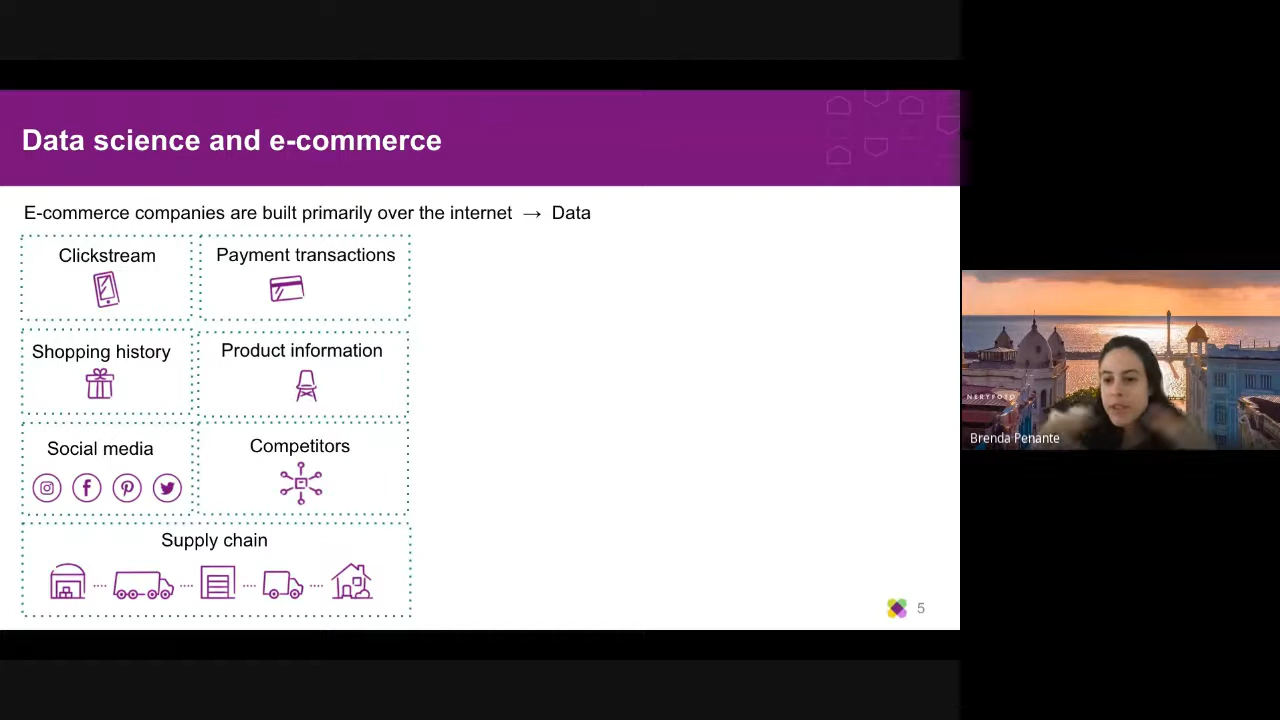 Data science and e-commerce
E-commerce companies are built primarily over the internet → Data
Clickstream
Payment transactions
Shopping history
Product information
Social media
Competitors
Supply chain
5
NERYFOTO
Brenda Penante